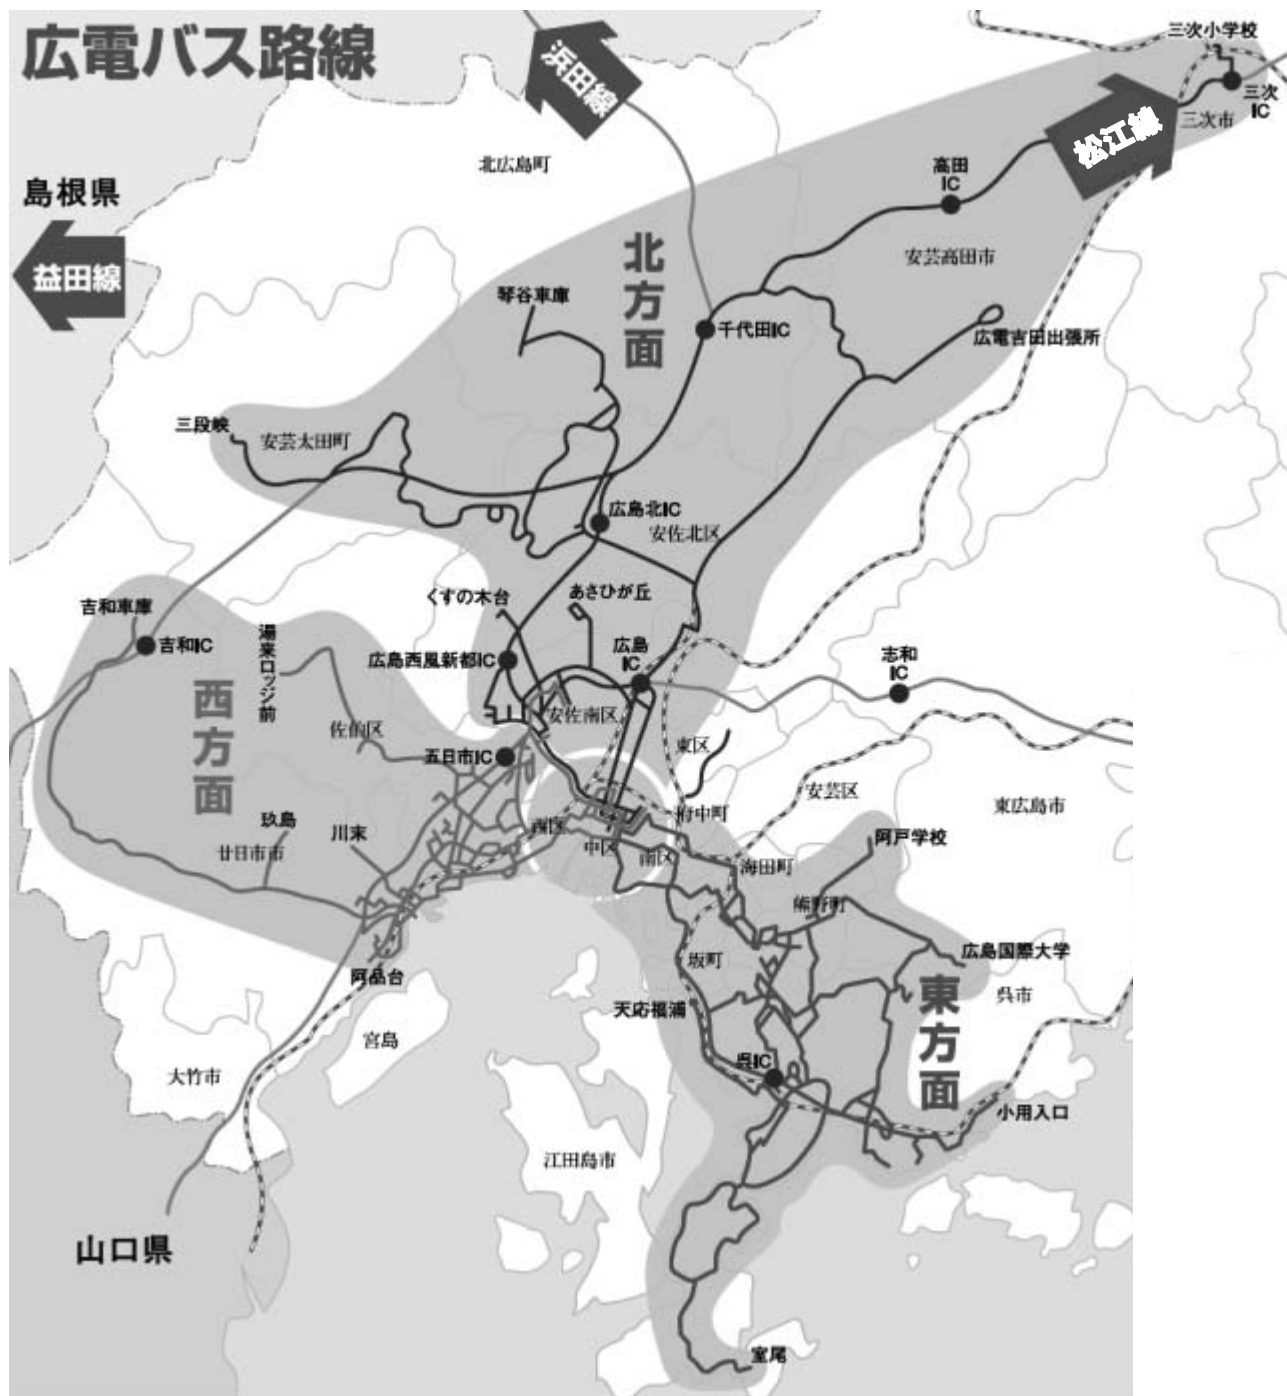 広電バス路線
浜田線
三次小学校
三次
IC
三次市
松江線
北広島町
高田
IC
島根県
益田線
北方面
安芸高田市
琴谷車庫
千代田IC
広電吉田出張所
三段峡
安芸太田町
広島北IC
安佐北区
くすの木台
あさひが丘
吉和車庫
吉和IC
湯来ロッジ前
広島西風新都IC
広島
IC
志和
IC
西方面
佐伯区
安佐南区
東区
五日市IC
安芸区
東広島市
玖島
川末
廿日市市
西区
中区
南区
府中町
海田町
阿戸学校
熊野町
阿品台
坂町
広島国際大学
呉市
東方面
天応福浦
宮島
大竹市
呉IC
小用入口
江田島市
山口県
室尾